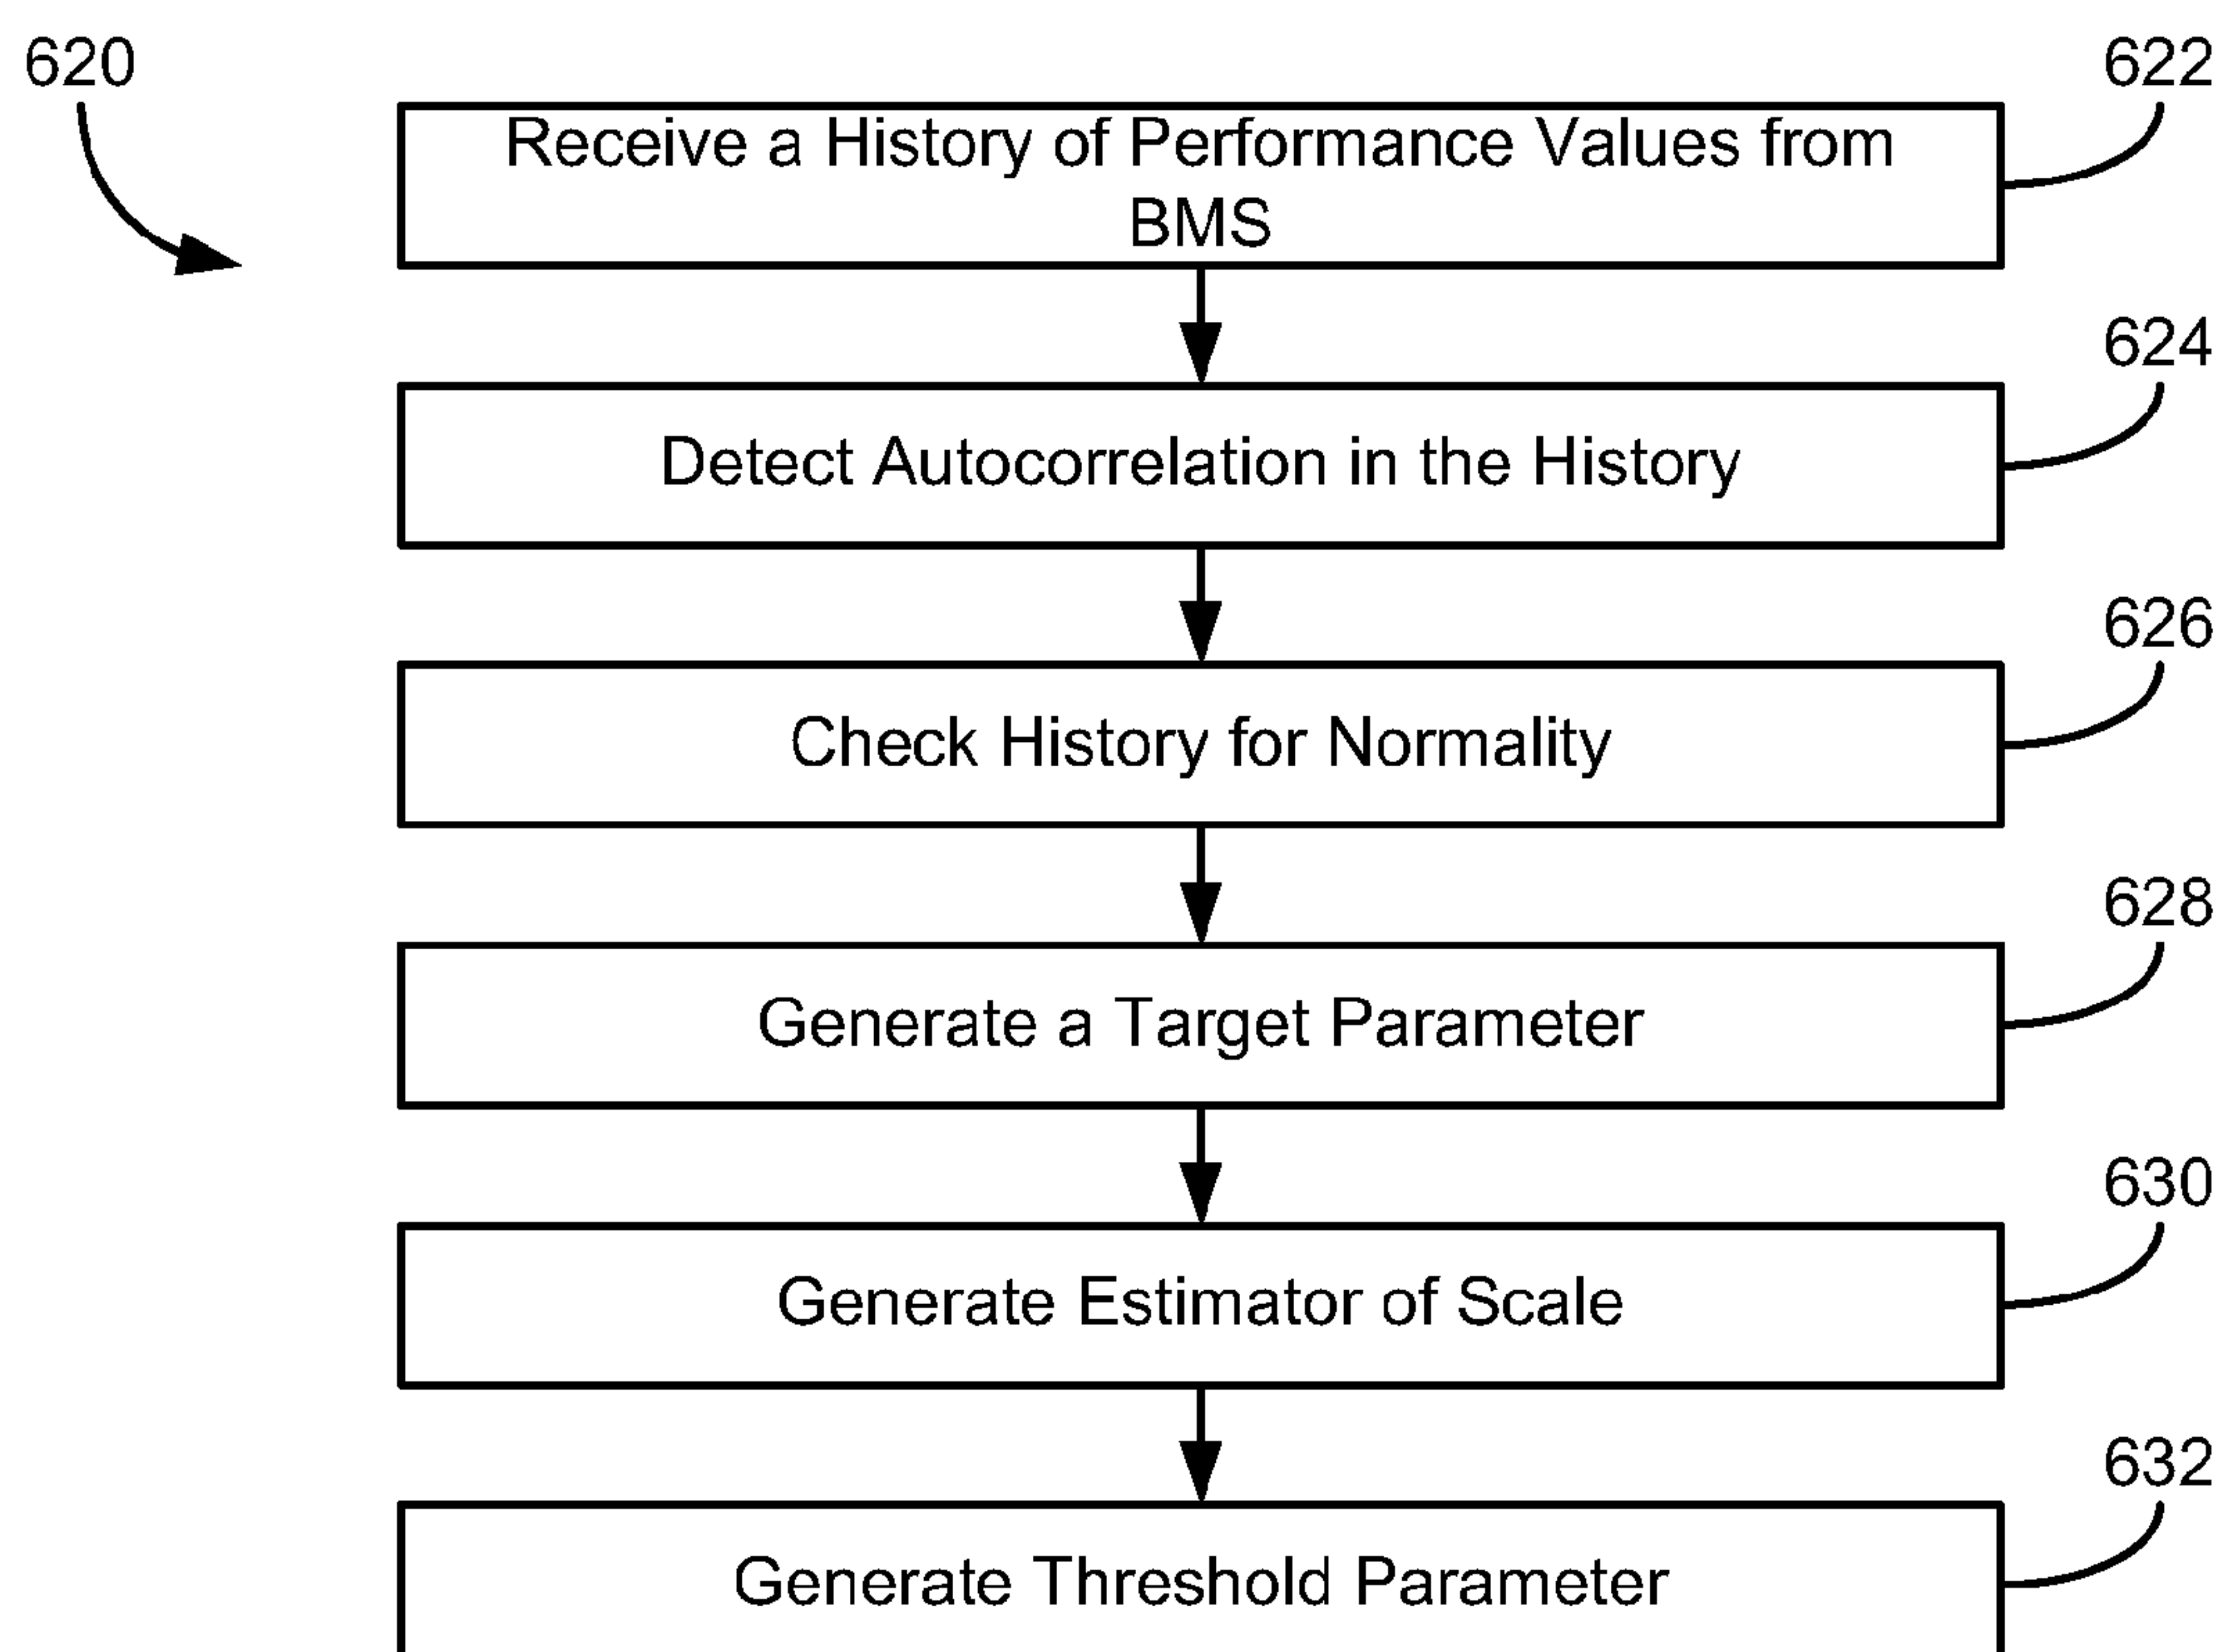 620
622
Receive a History of Performance Values from
BMS
624
Detect Autocorrelation in the History
626
Check History for Normality
628
Generate a Target Parameter
630
Generate Estimator of Scale
632
Generate Threshold Parameter